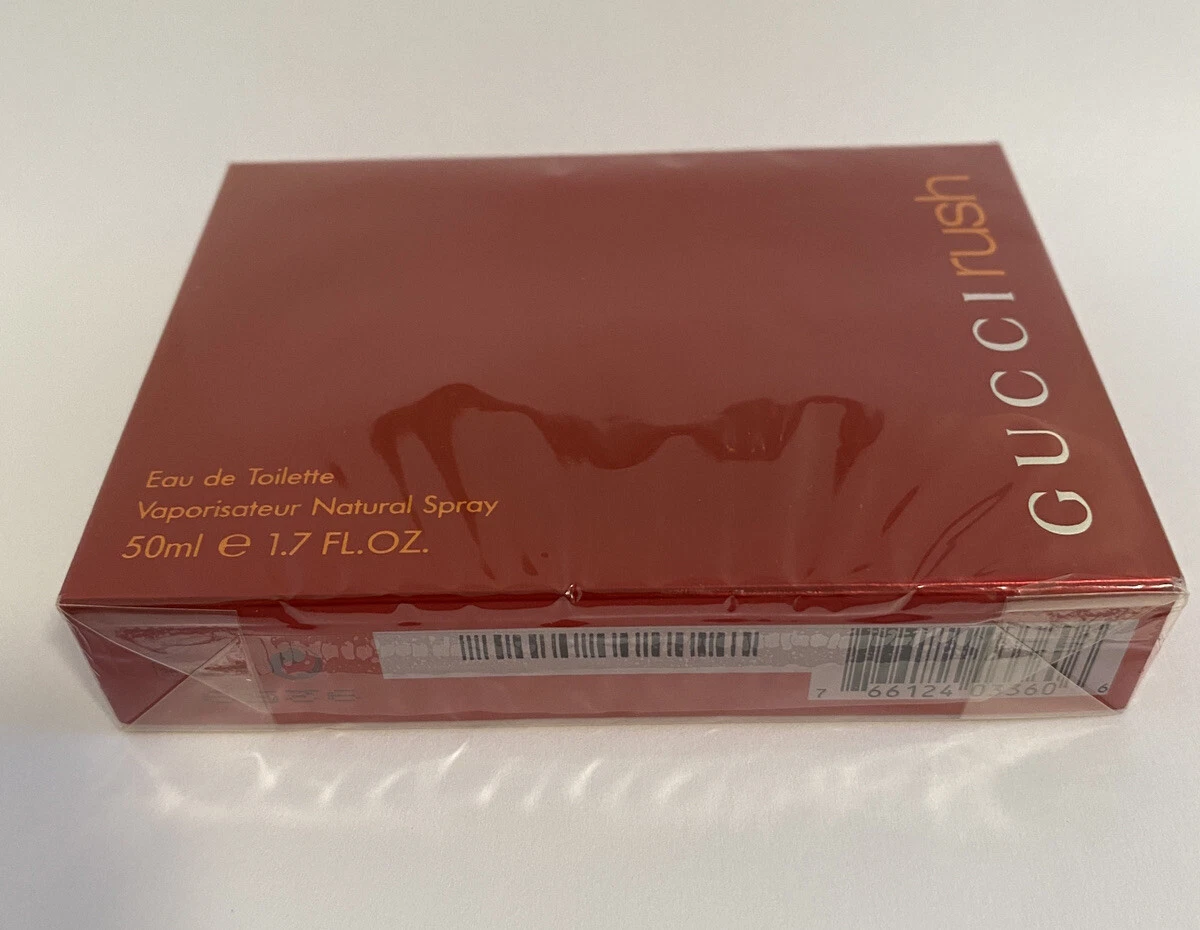 GUCCI rush
Eau de Toilette
Vaporisateur Natural Spray
50ml e 1.7 FL.OZ.
7 66124 03360 6